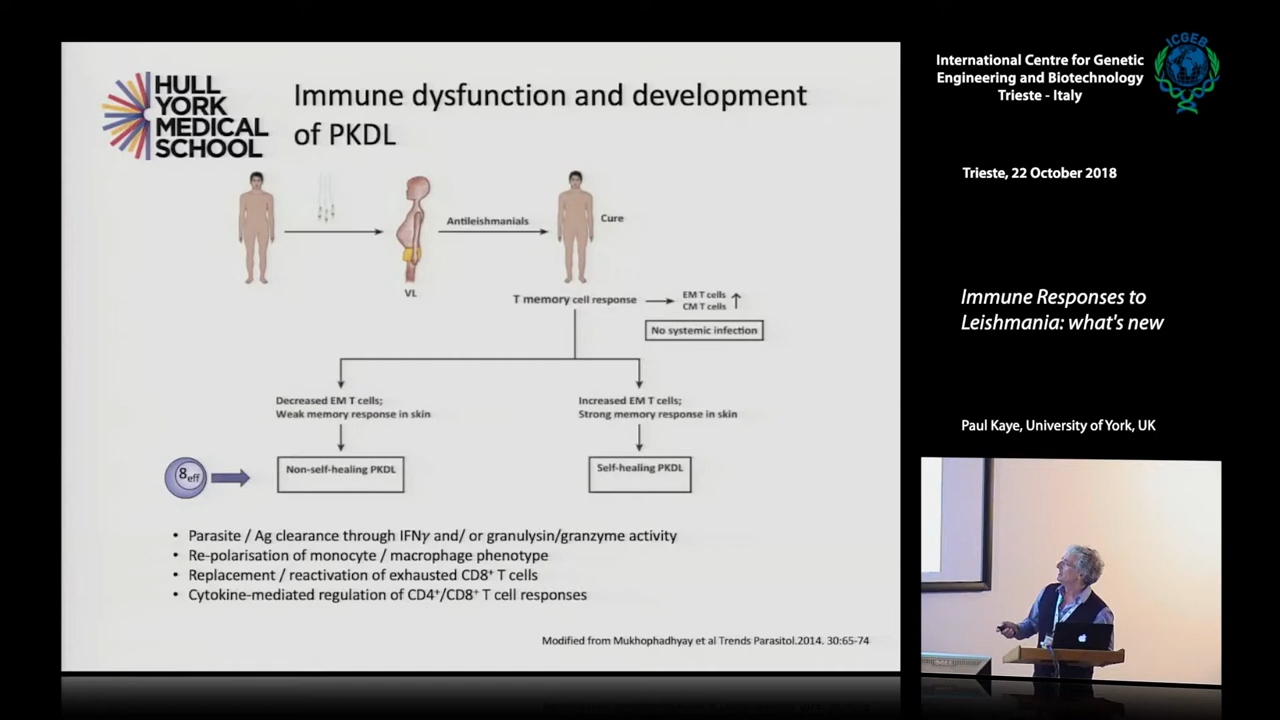 HULL
YORK
MEDICAL
SCHOOL
Immune dysfunction and development
of PKDL
Antileishmanials
Cure
VL
T memory cell response
EM T cells
CM T cells
No systemic infection
Decreased EM T cells;
Weak memory response in skin
Increased EM T cells;
Strong memory response in skin
8eff
Non-self-healing PKDL
Self-healing PKDL
• Parasite / Ag clearance through IFNγ and/ or granulysin/granzyme activity
• Re-polarisation of monocyte / macrophage phenotype
• Replacement / reactivation of exhausted CD8⁺ T cells
• Cytokine-mediated regulation of CD4⁺/CD8⁺ T cell responses
Modified from Mukhophadhyay et al Trends Parasitol.2014. 30:65-74
International Centre for Genetic
Engineering and Biotechnology
Trieste - Italy
ICGEB
Trieste, 22 October 2018
Immune Responses to
Leishmania: what's new
Paul Kaye, University of York, UK